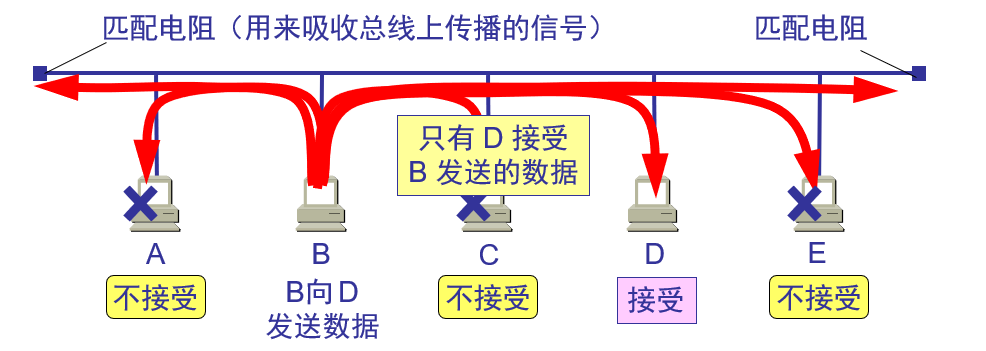 匹配电阻（用来吸收总线上传播的信号）
匹配电阻
只有 D 接受
B 发送的数据
A
B
C
D
E
不接受
B向 D
发送数据
不接受
接受
不接受